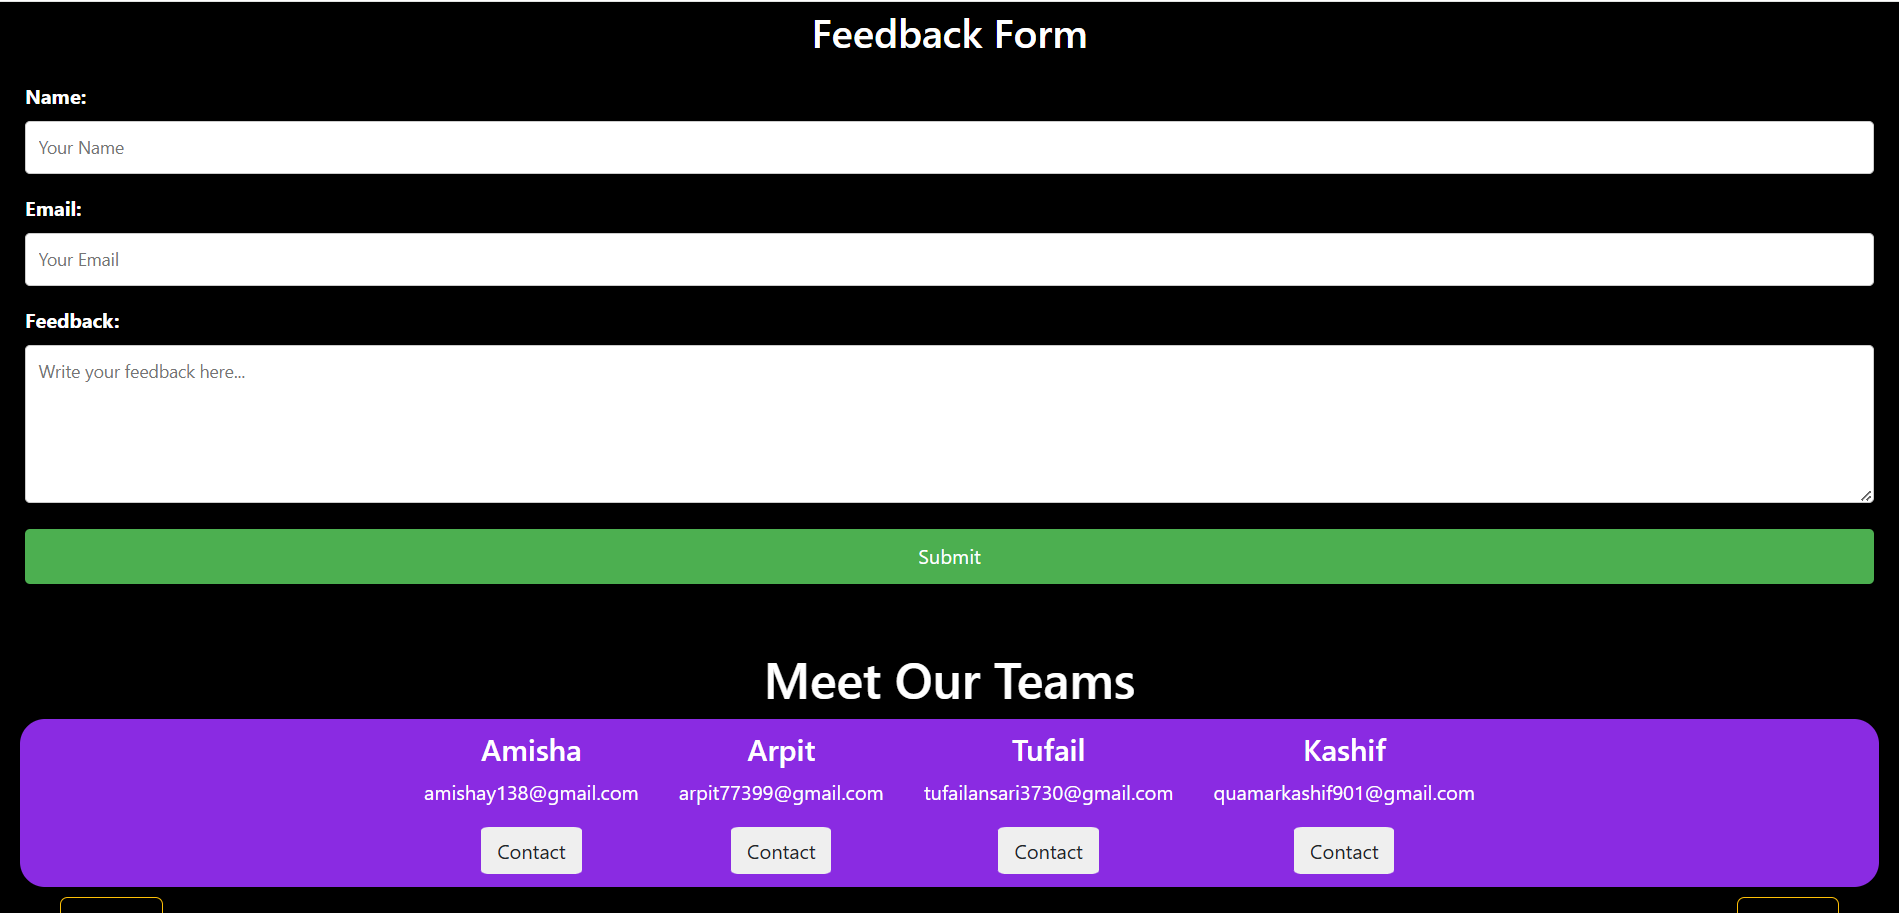 Feedback Form
Name:
Your Name
Email:
Your Email
Feedback:
Write your feedback here...
Submit
Meet Our Teams
Amisha Arpit Tufail Kashif
amishay138@gmail.com arpit77399@gmail.com tufailansari3730@gmail.com quamarkashif901@gmail.com
Contact Contact Contact Contact